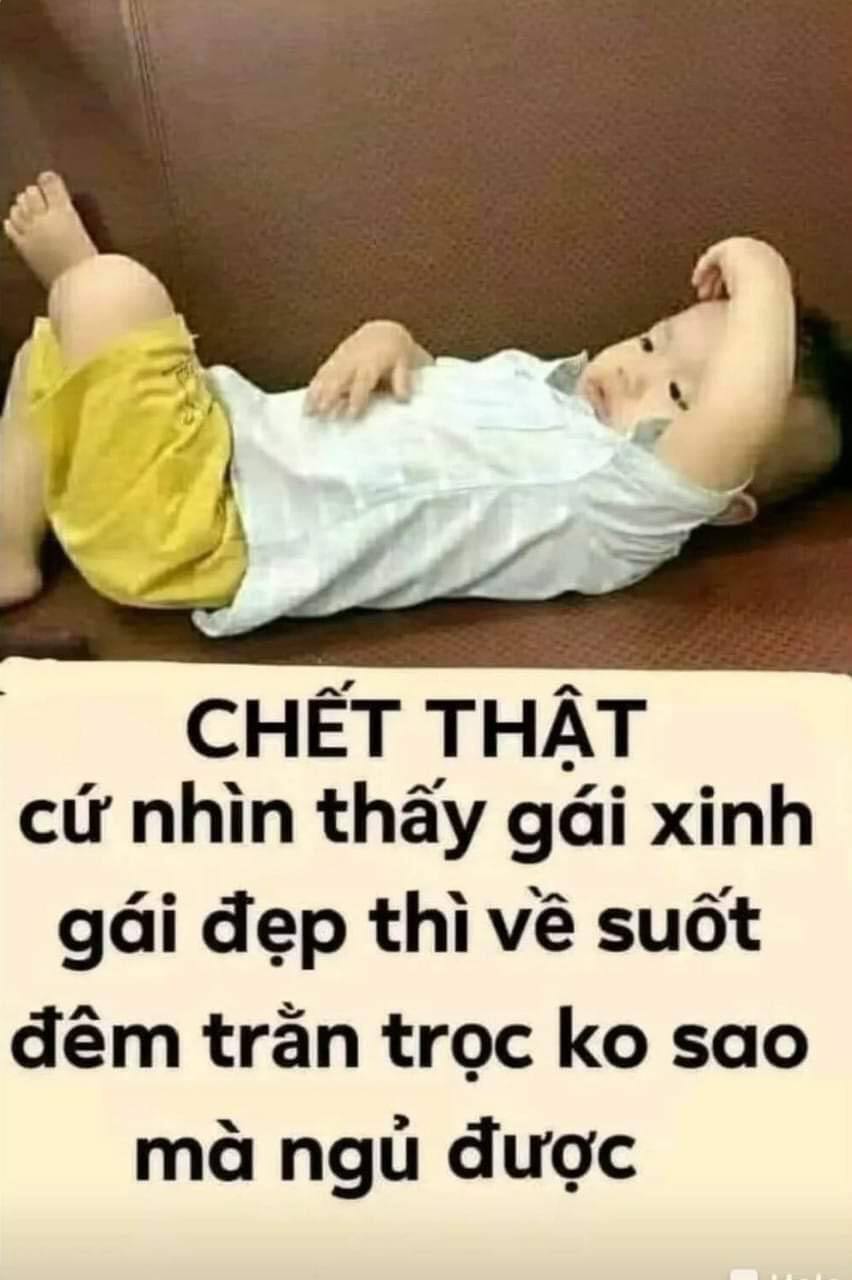 CHẾT THẬT
cứ nhìn thấy gái xinh
gái đẹp thì về suốt
đêm trằn trọc ko sao
mà ngủ được